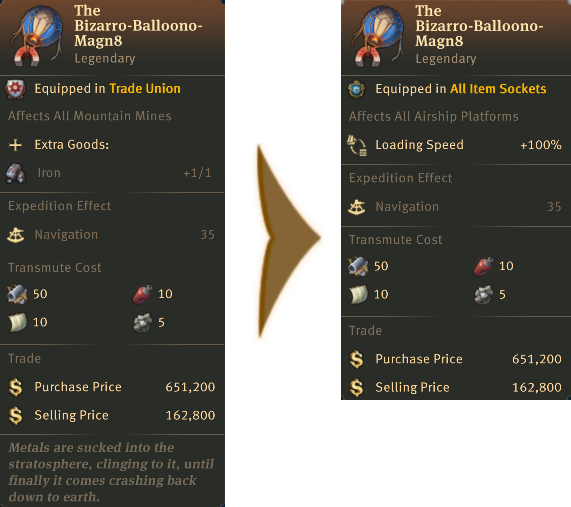 The
Bizarro-Balloono-
Magn8
Legendary
Equipped in Trade Union
Affects All Mountain Mines
Extra Goods:
Iron +1/1
Expedition Effect
Navigation 35
Transmute Cost
50 10
10 5
Trade
Purchase Price 651,200
Selling Price 162,800
Metals are sucked into the
stratosphere, clinging to it, until
finally it comes crashing back
down to earth.
The
Bizarro-Balloono-
Magn8
Legendary
Equipped in All Item Sockets
Affects All Airship Platforms
Loading Speed +100%
Expedition Effect
Navigation 35
Transmute Cost
50 10
10 5
Trade
Purchase Price 651,200
Selling Price 162,800